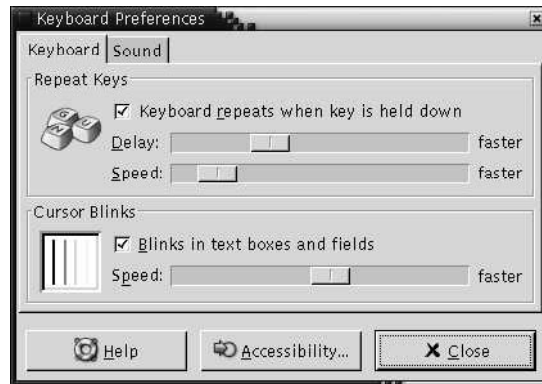 Keyboard Preferences
Keyboard Sound
Repeat Keys
G N U
Keyboard repeats when key is held down
Delay: faster
Speed: faster
Cursor Blinks
Blinks in text boxes and fields
Speed: faster
Help Accessibility... Close